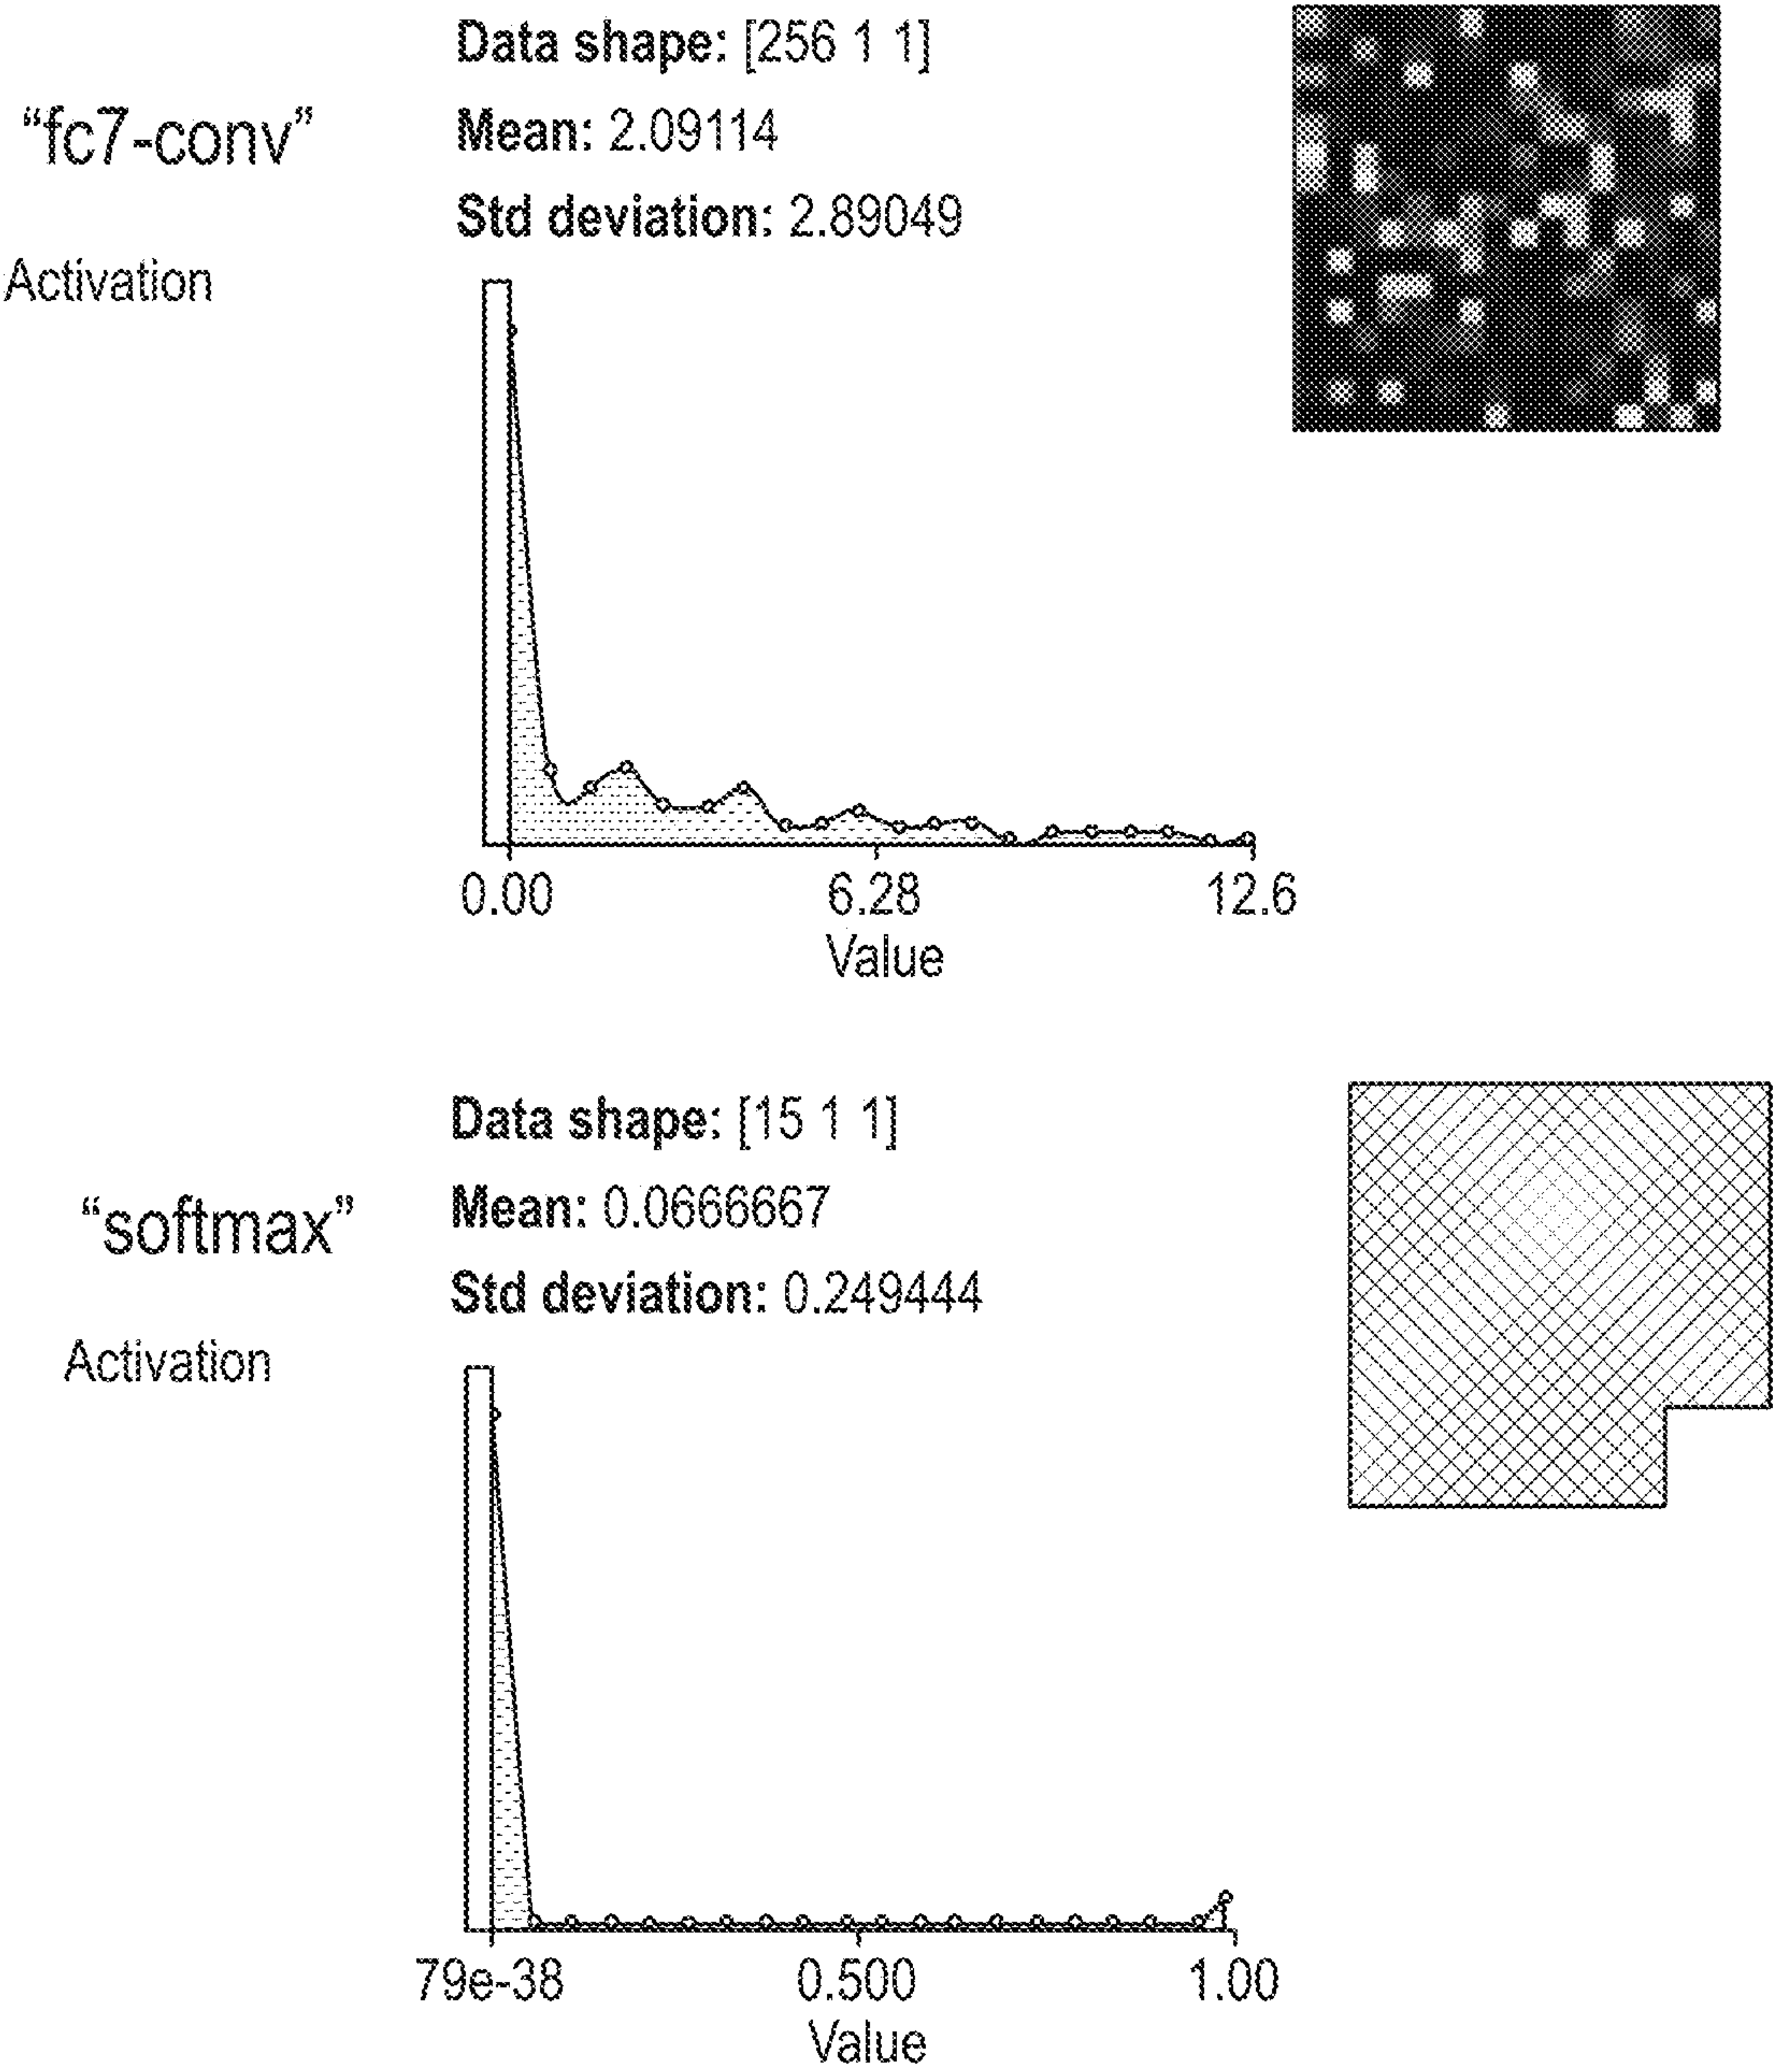 Data shape: [256 1 1]
"fc7-conv"
Mean: 2.09114
Std deviation: 2.89049
Activation
0.00 6.28 12.6
Value
Data shape: [15 1 1]
"softmax"
Mean: 0.0666667
Std deviation: 0.249444
Activation
79e-38 0.500 1.00
Value